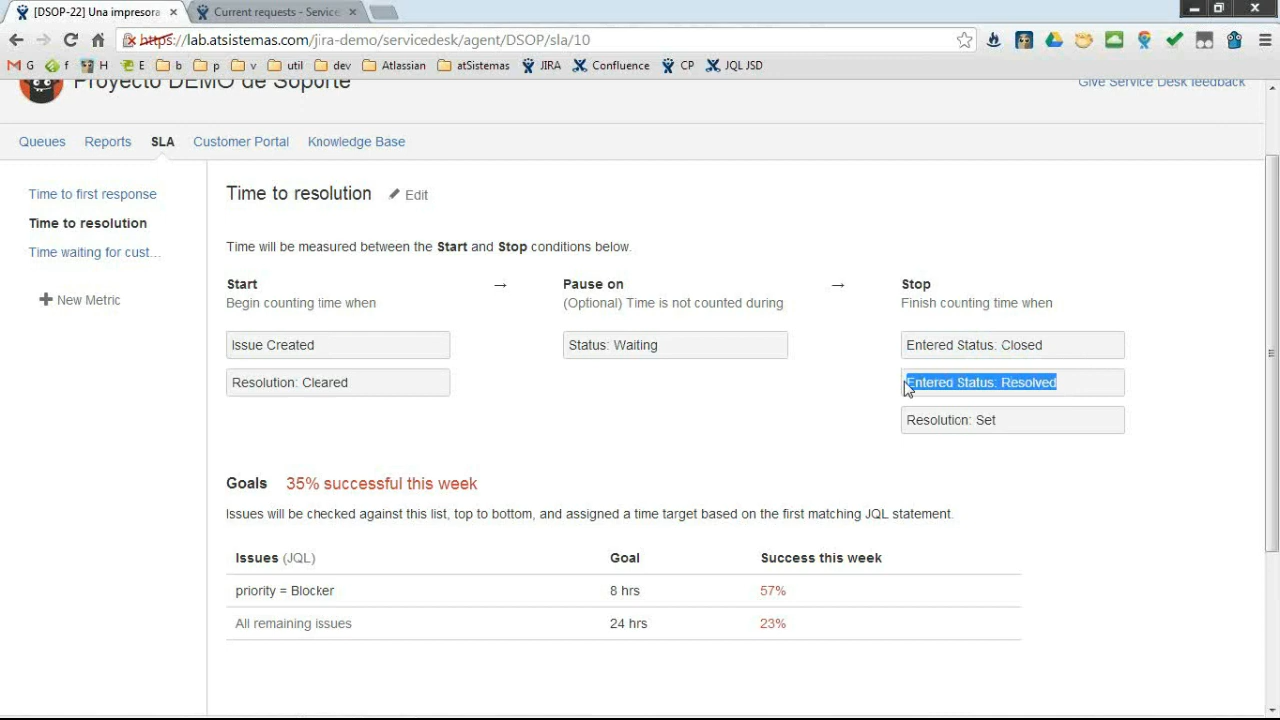 [DSOP-22] Una impresora
Current requests - Service
https://lab.atsistemas.com/jira-demo/servicedesk/agent/DSOP/sla/10
G f H E b p v util dev Atlassian atSistemas JIRA Confluence CP JQL JSD
Proyecto DEMO de Soporte
Give Service Desk feedback
Queues Reports SLA Customer Portal Knowledge Base
Time to first response
Time to resolution
Time waiting for cust...
New Metric
Time to resolution Edit
Time will be measured between the Start and Stop conditions below.
Start → Pause on → Stop
Begin counting time when (Optional) Time is not counted during Finish counting time when
Issue Created Status: Waiting Entered Status: Closed
Resolution: Cleared Entered Status: Resolved
Resolution: Set
Goals 35% successful this week
Issues will be checked against this list, top to bottom, and assigned a time target based on the first matching JQL statement.
Issues (JQL) Goal Success this week
priority = Blocker 8 hrs 57%
All remaining issues 24 hrs 23%